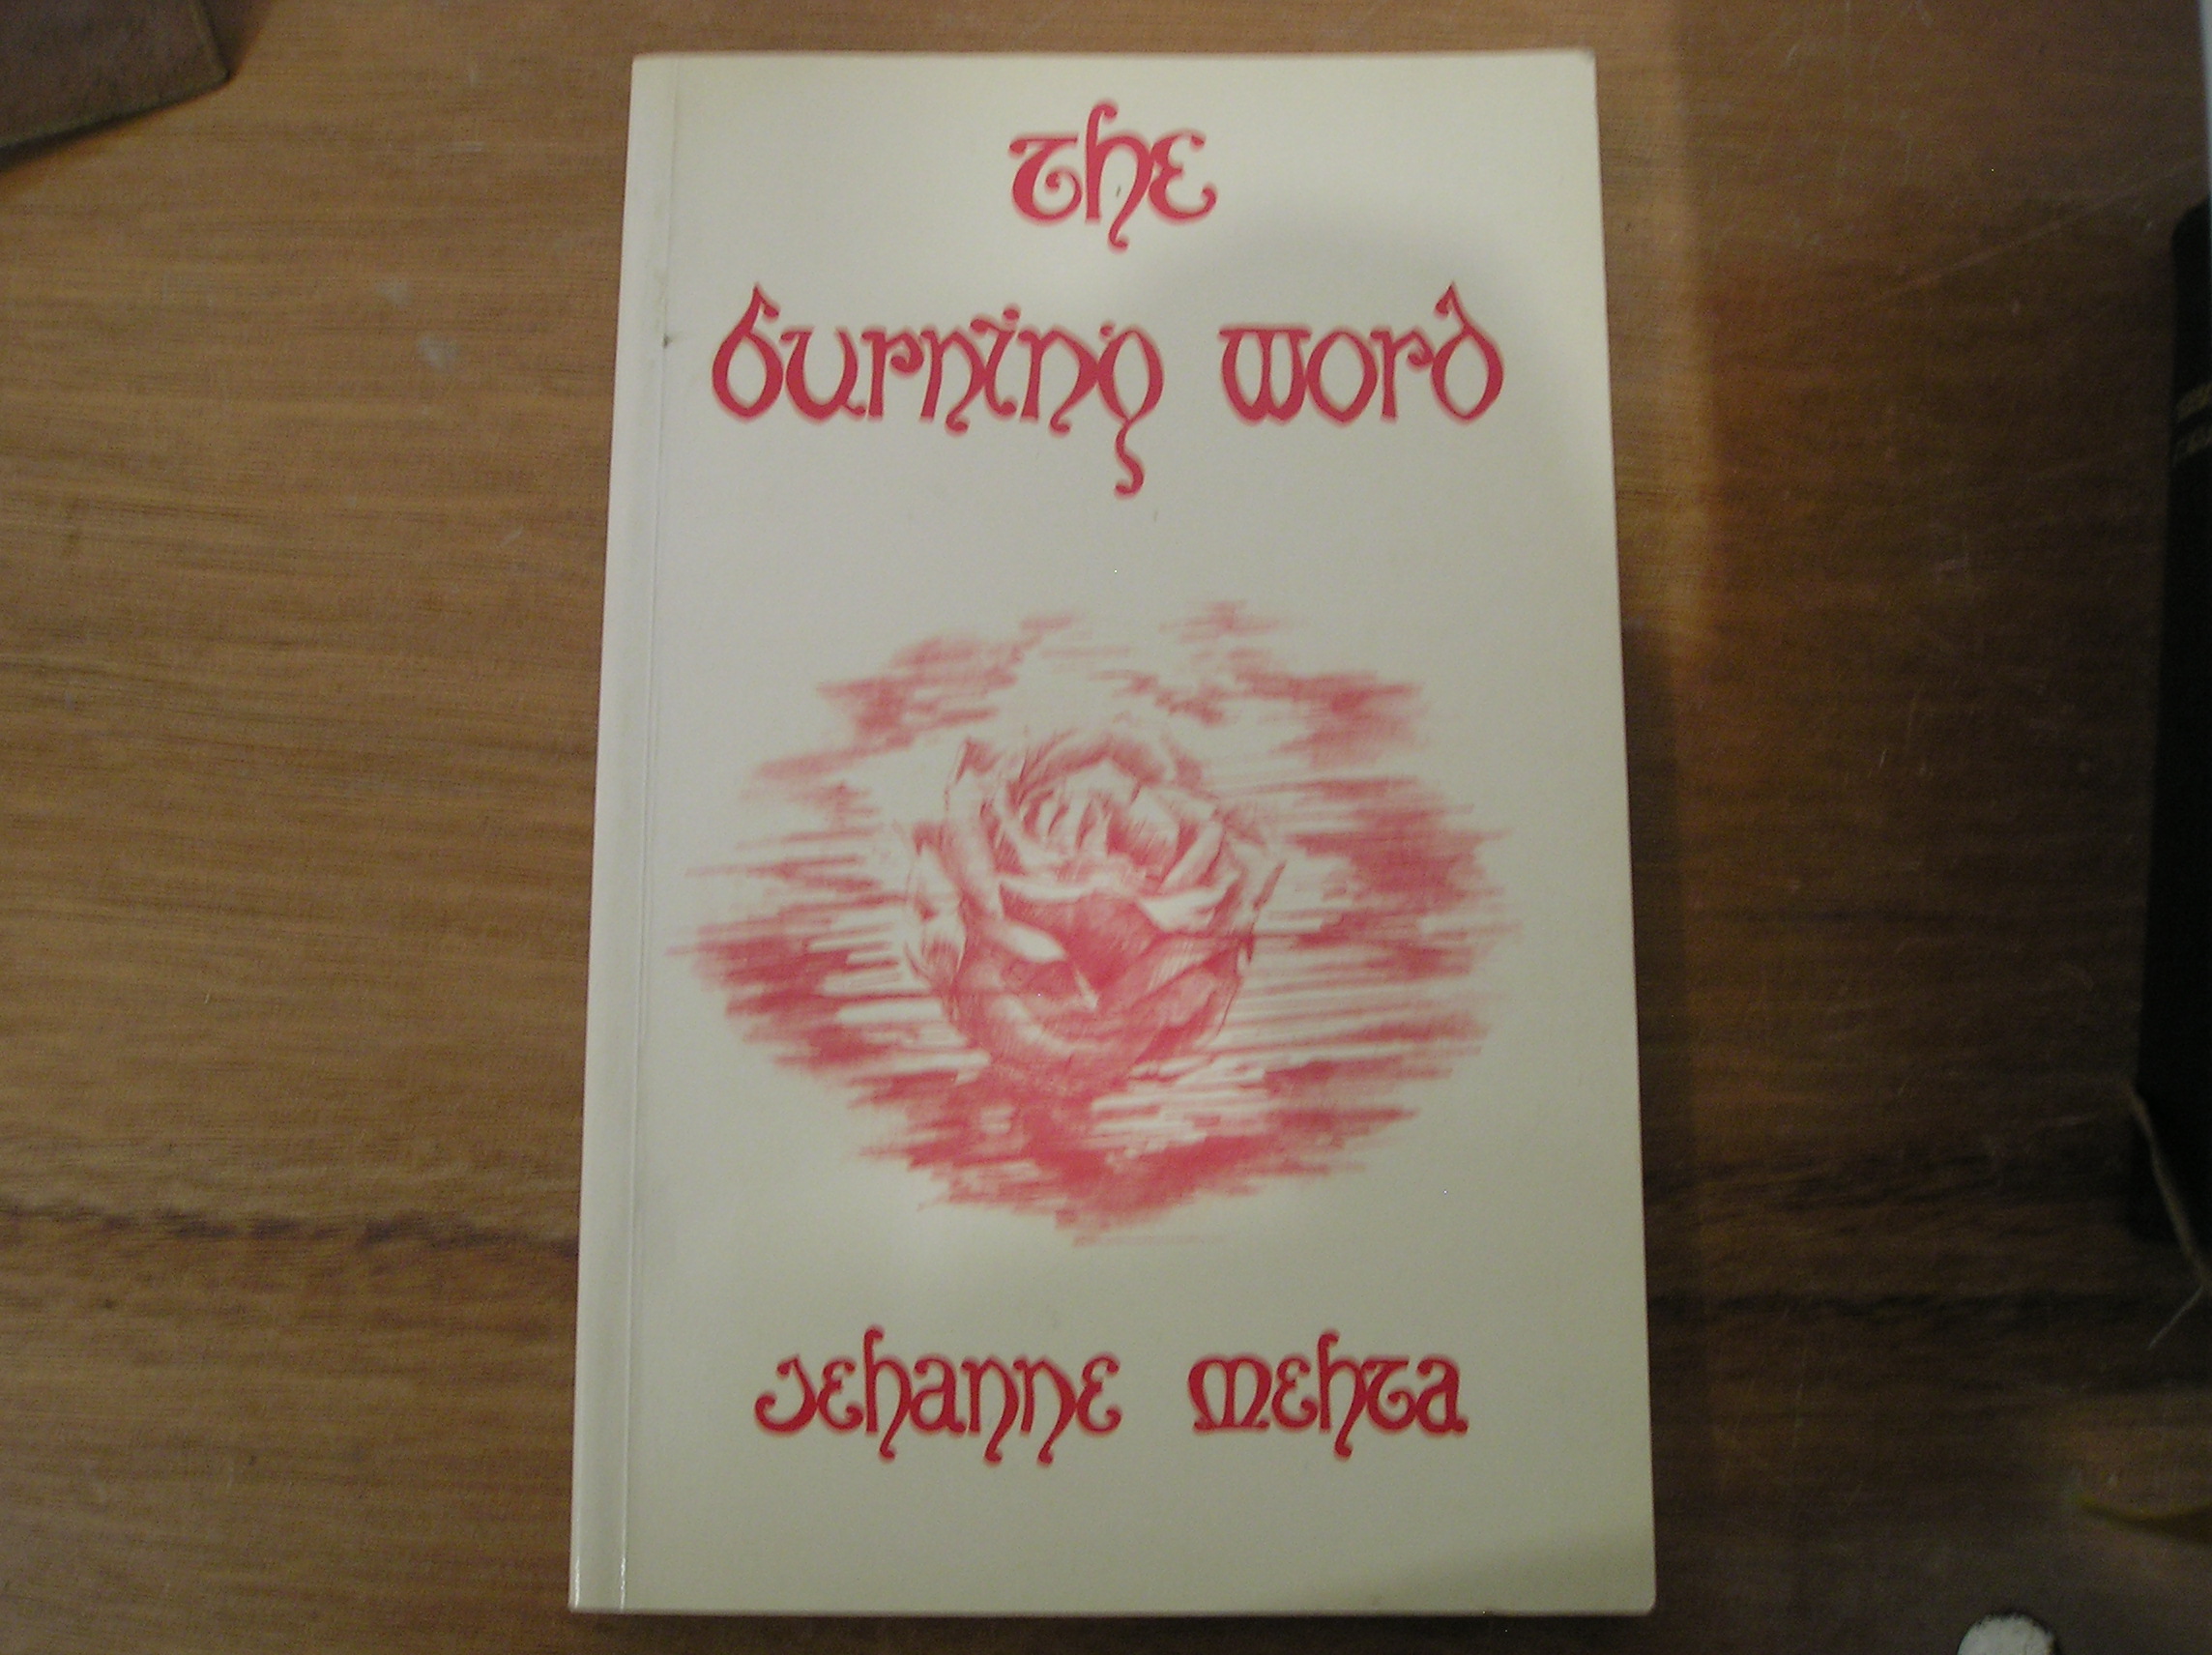 the
burning word
jehanne mehta